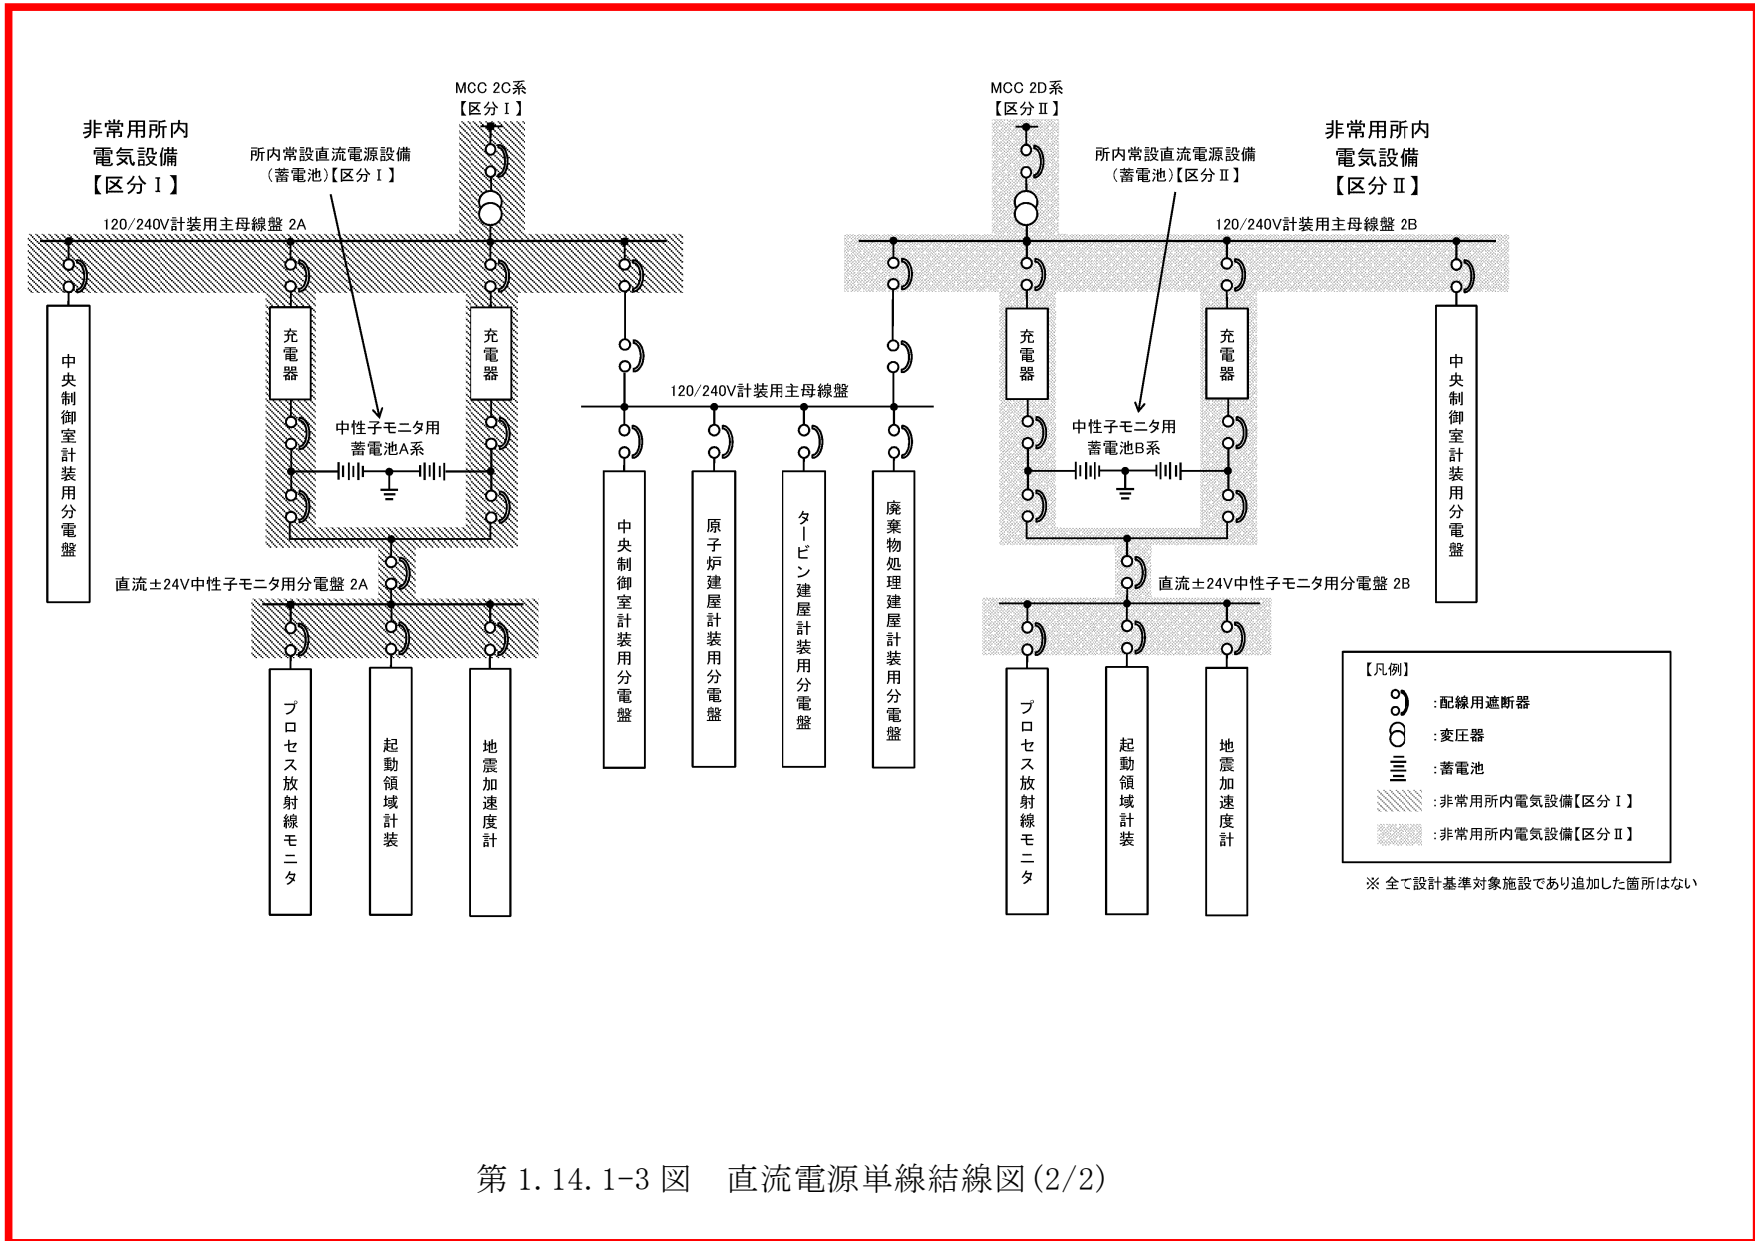 MCC 2C系
【区分Ⅰ】
MCC 2D系
【区分Ⅱ】
非常用所内
電気設備
【区分Ⅰ】
所内常設直流電源設備
(蓄電池)【区分Ⅰ】
所内常設直流電源設備
(蓄電池)【区分Ⅱ】
非常用所内
電気設備
【区分Ⅱ】
120/240V計装用主母線盤 2A
120/240V計装用主母線盤 2B
中央制御室計装用分電盤
充電器
充電器
充電器
充電器
中央制御室計装用分電盤
120/240V計装用主母線盤
中性子モニタ用
蓄電池A系
中性子モニタ用
蓄電池B系
中央制御室計装用分電盤
原子炉建屋計装用分電盤
タービン建屋計装用分電盤
廃棄物処理建屋計装用分電盤
直流±24V中性子モニタ用分電盤 2A
直流±24V中性子モニタ用分電盤 2B
プロセス放射線モニタ
起動領域計装
地震加速度計
プロセス放射線モニタ
起動領域計装
地震加速度計
【凡例】
:配線用遮断器
:変圧器
:蓄電池
:非常用所内電気設備【区分Ⅰ】
:非常用所内電気設備【区分Ⅱ】
※ 全て設計基準対象施設であり追加した箇所はない
第 1.14.1-3 図 直流電源単線結線図(2/2)